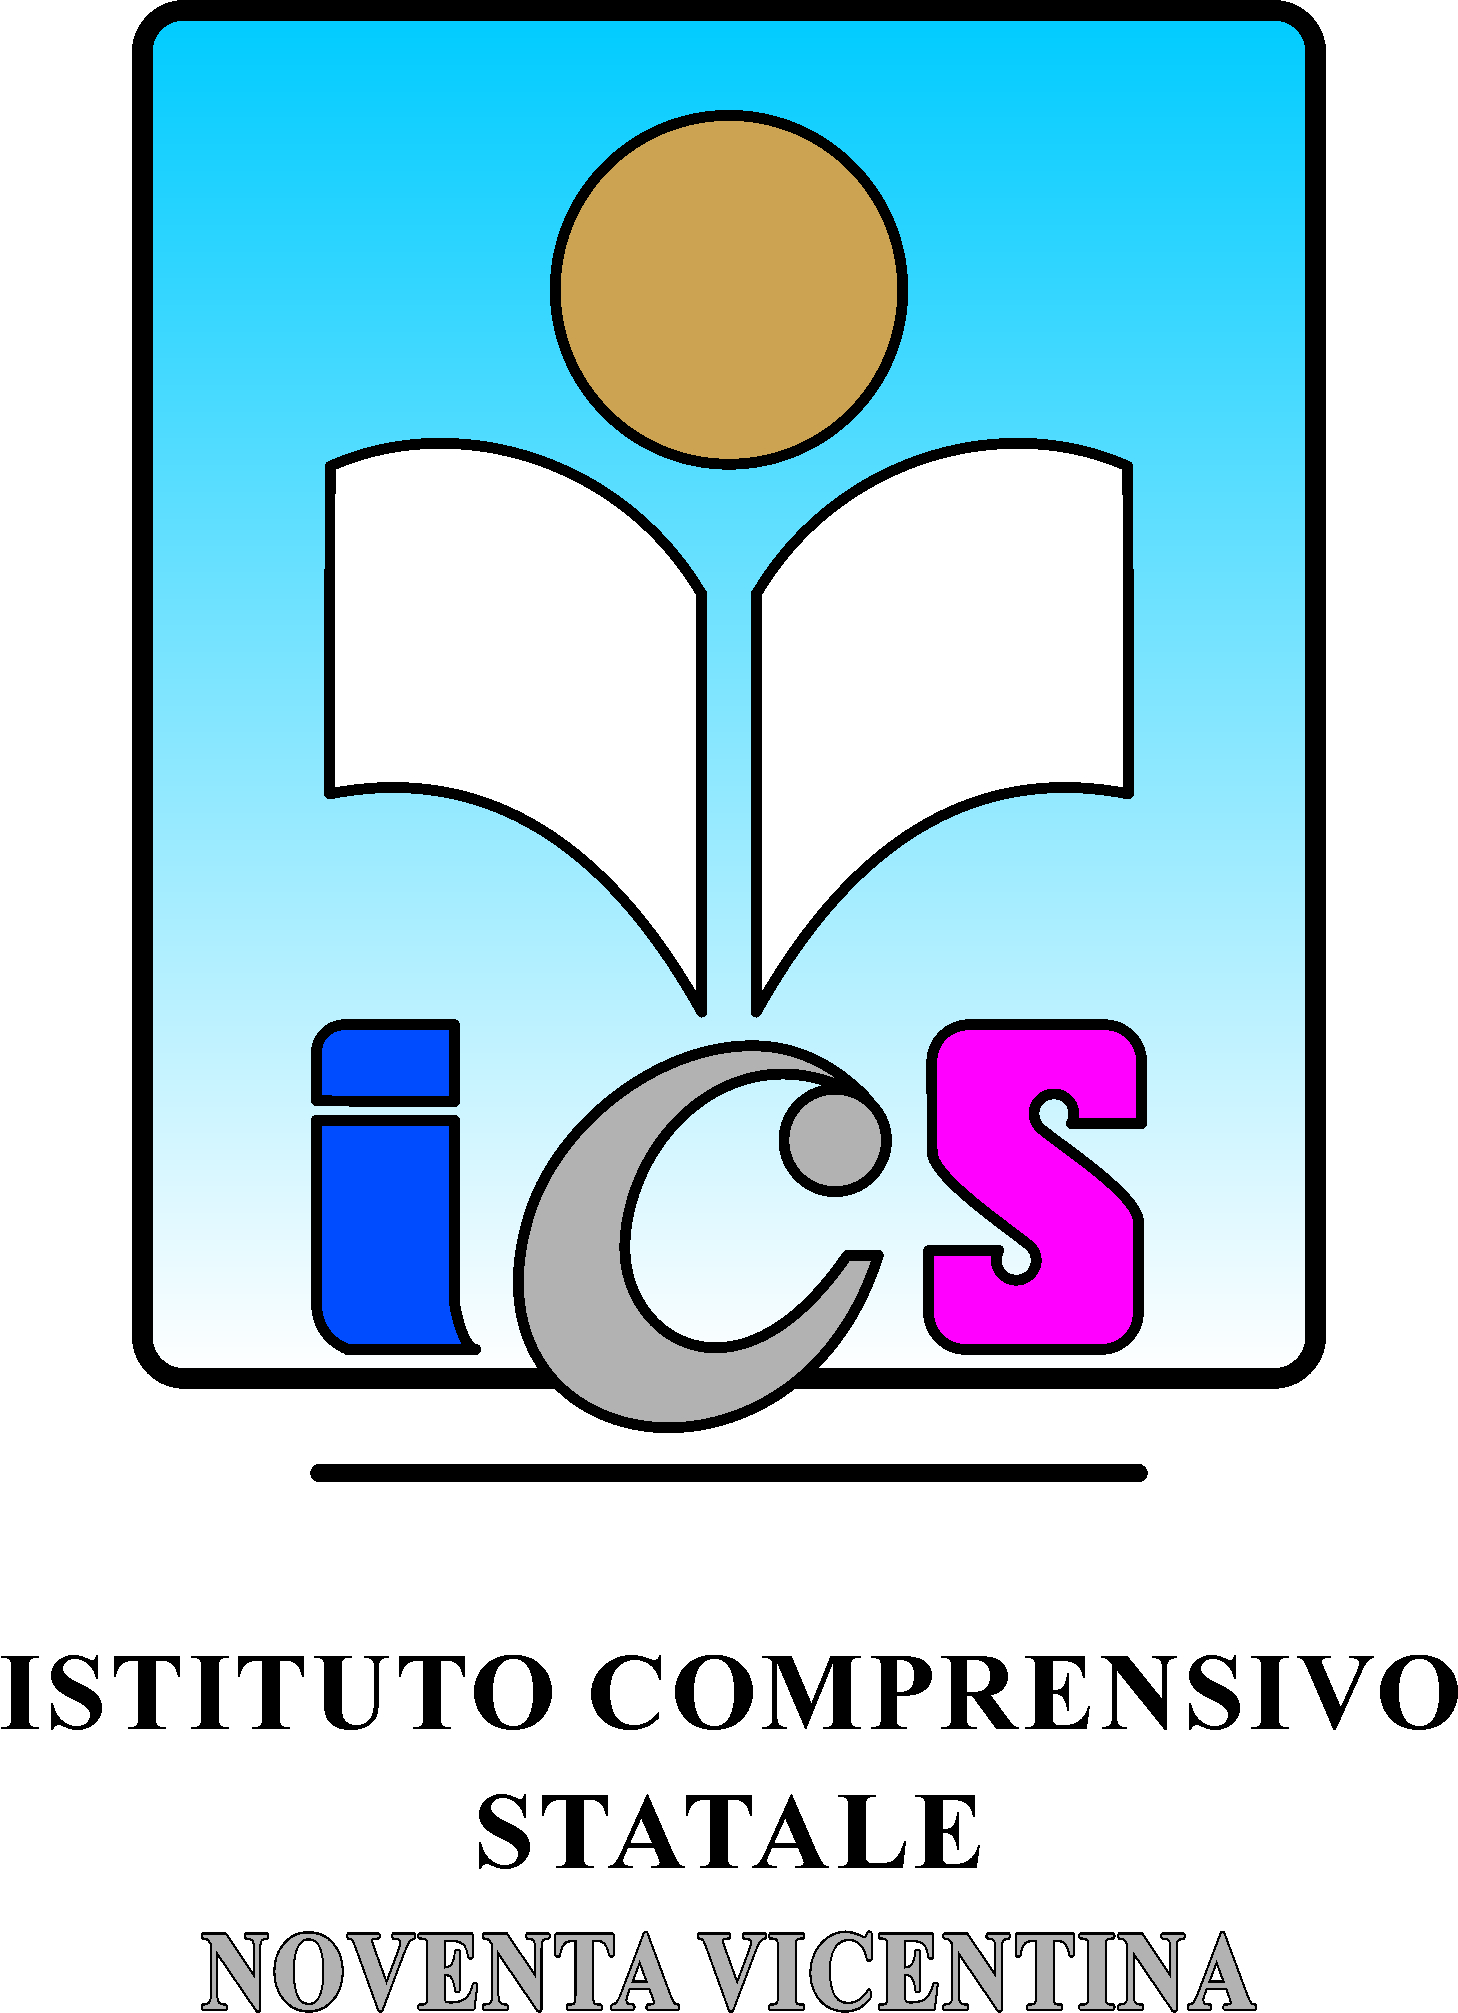 iCS
ISTITUTO COMPRENSIVO
STATALE
NOVENTA VICENTINA